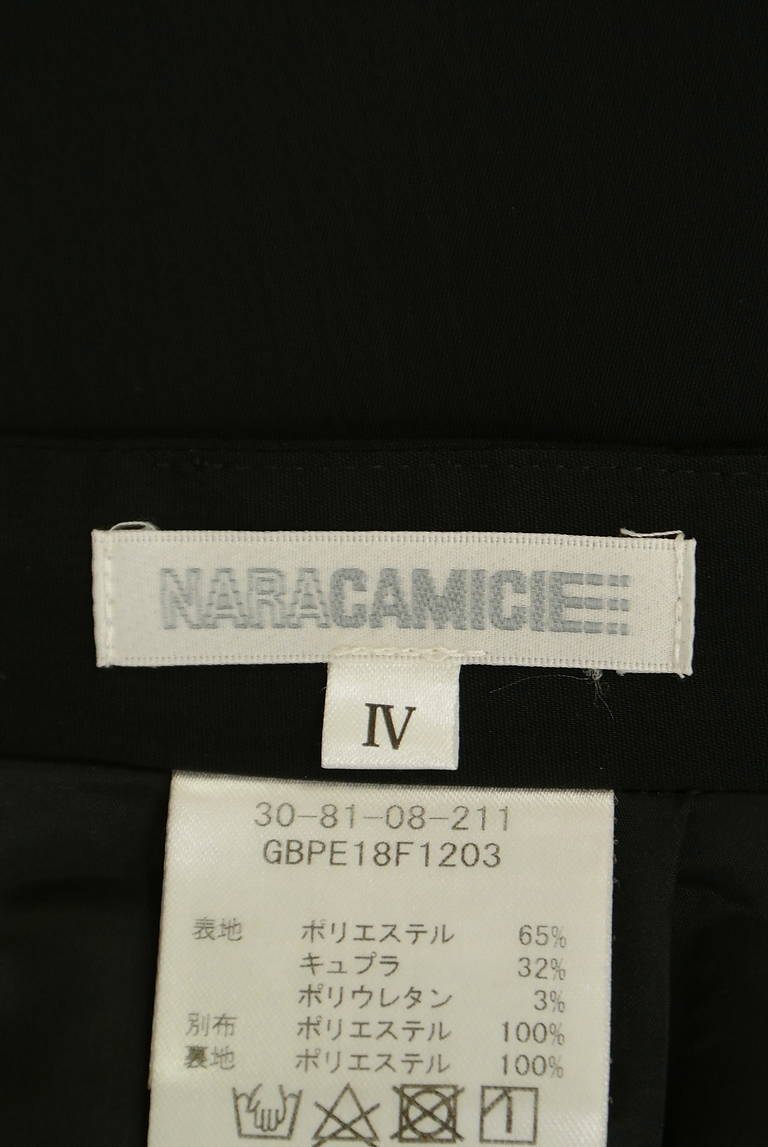 NARACAMICIE
IV
30-81-08-211
GBPE18F1203
表地 ポリエステル 65%
キュプラ 32%
ポリウレタン 3%
別布 ポリエステル 100%
裏地 ポリエステル 100%